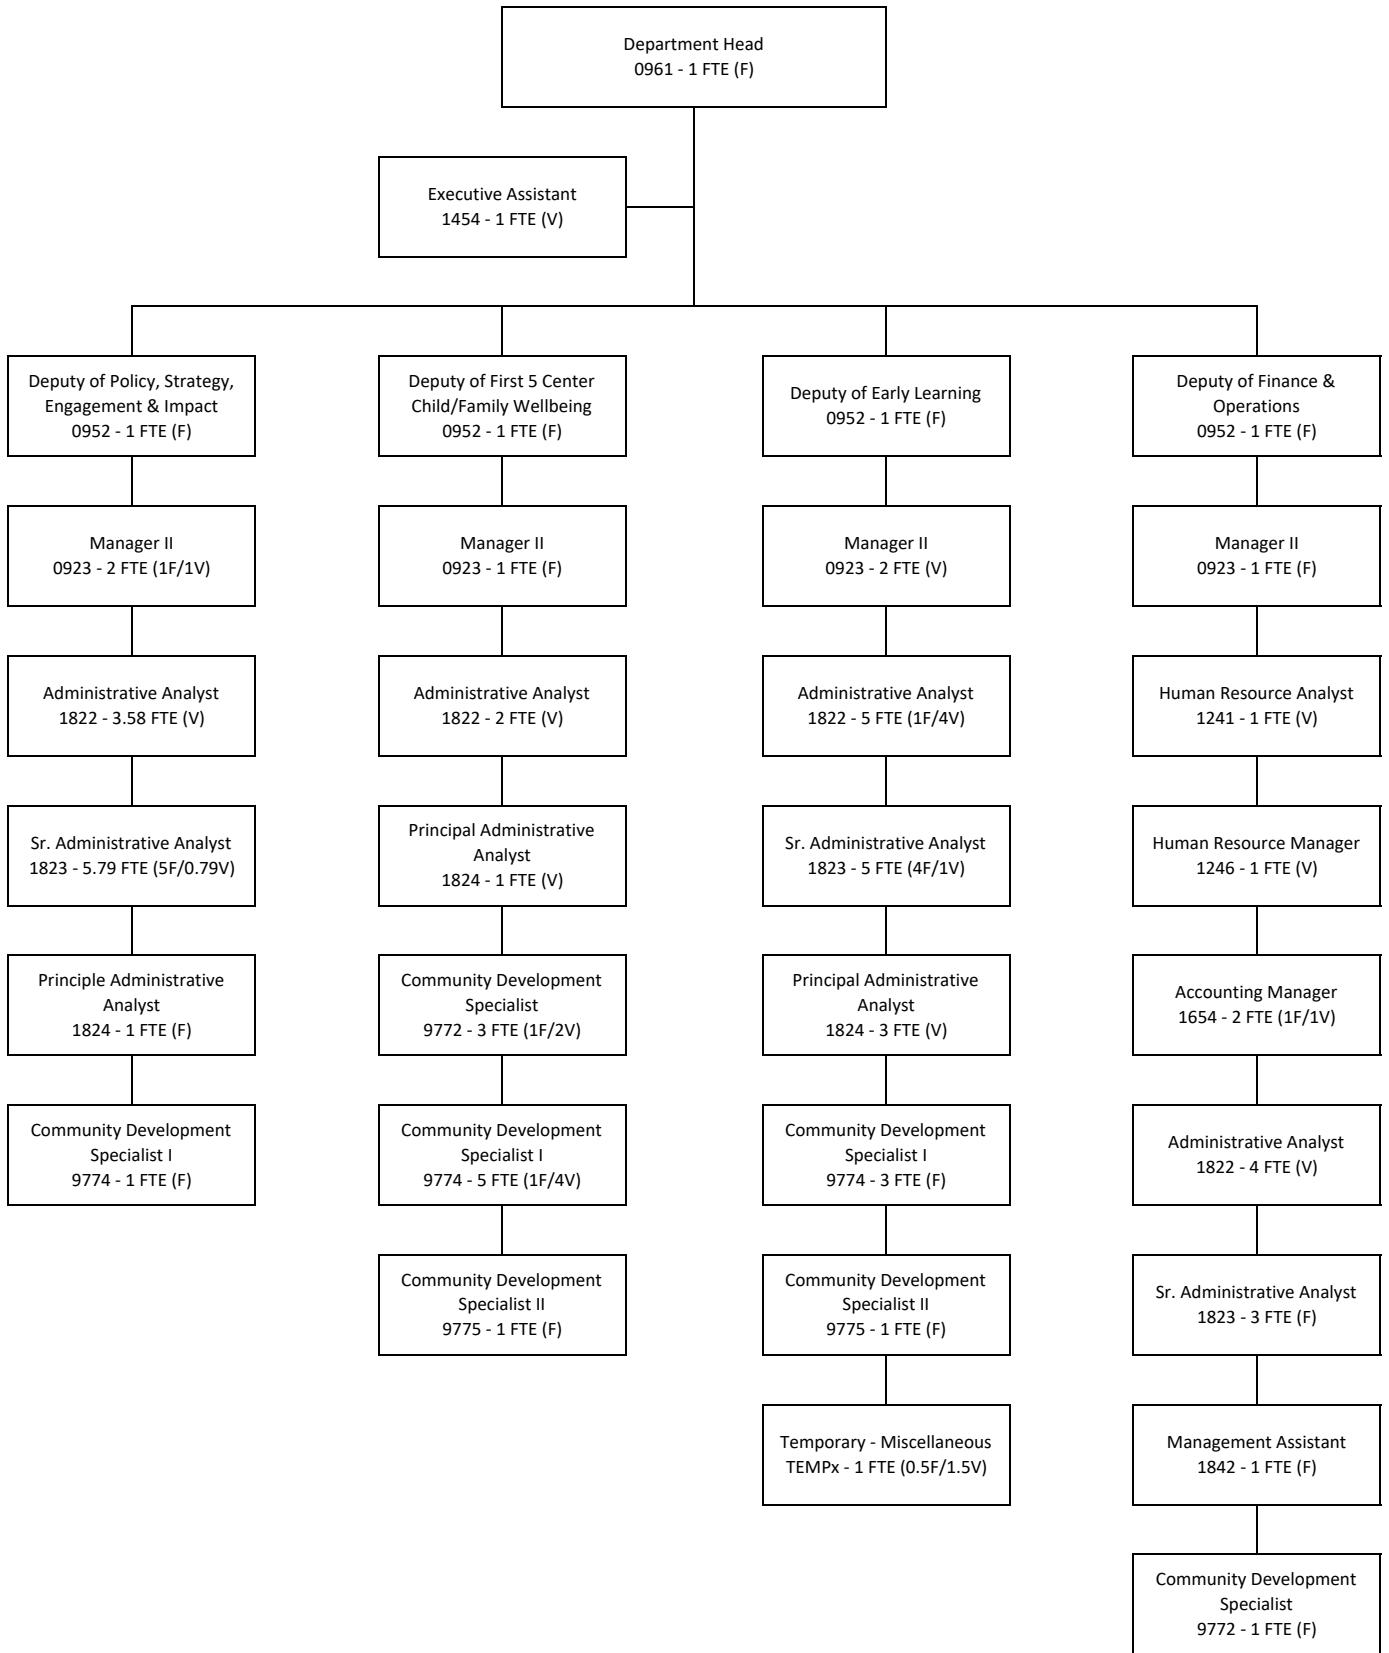 Department Head
0961 - 1 FTE (F)
Executive Assistant
1454 - 1 FTE (V)
Deputy of Policy, Strategy,
Engagement & Impact
0952 - 1 FTE (F)
Manager II
0923 - 2 FTE (1F/1V)
Administrative Analyst
1822 - 3.58 FTE (V)
Sr. Administrative Analyst
1823 - 5.79 FTE (5F/0.79V)
Principle Administrative
Analyst
1824 - 1 FTE (F)
Community Development
Specialist I
9774 - 1 FTE (F)
Deputy of First 5 Center
Child/Family Wellbeing
0952 - 1 FTE (F)
Manager II
0923 - 1 FTE (F)
Administrative Analyst
1822 - 2 FTE (V)
Principal Administrative
Analyst
1824 - 1 FTE (V)
Community Development
Specialist
9772 - 3 FTE (1F/2V)
Community Development
Specialist I
9774 - 5 FTE (1F/4V)
Community Development
Specialist II
9775 - 1 FTE (F)
Deputy of Early Learning
0952 - 1 FTE (F)
Manager II
0923 - 2 FTE (V)
Administrative Analyst
1822 - 5 FTE (1F/4V)
Sr. Administrative Analyst
1823 - 5 FTE (4F/1V)
Principal Administrative
Analyst
1824 - 3 FTE (V)
Community Development
Specialist I
9774 - 3 FTE (F)
Community Development
Specialist II
9775 - 1 FTE (F)
Temporary - Miscellaneous
TEMPx - 1 FTE (0.5F/1.5V)
Deputy of Finance &
Operations
0952 - 1 FTE (F)
Manager II
0923 - 1 FTE (F)
Human Resource Analyst
1241 - 1 FTE (V)
Human Resource Manager
1246 - 1 FTE (V)
Accounting Manager
1654 - 2 FTE (1F/1V)
Administrative Analyst
1822 - 4 FTE (V)
Sr. Administrative Analyst
1823 - 3 FTE (F)
Management Assistant
1842 - 1 FTE (F)
Community Development
Specialist
9772 - 1 FTE (F)